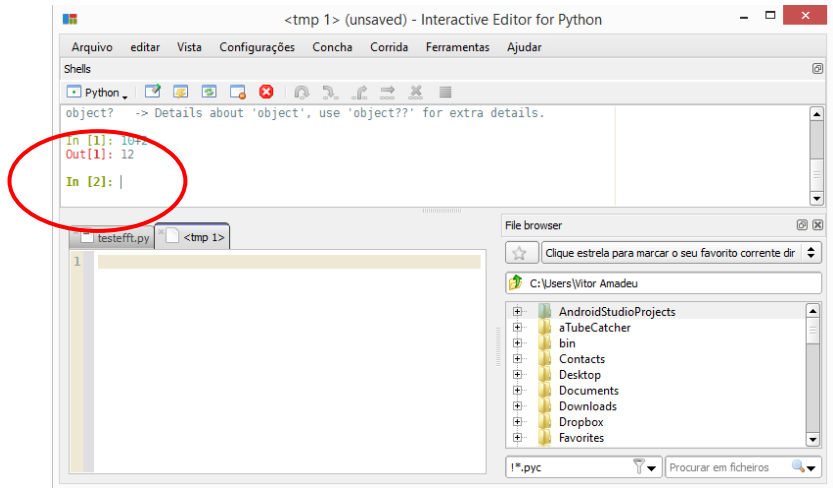 <tmp 1> (unsaved) - Interactive Editor for Python
Arquivo editar Vista Configurações Concha Corrida Ferramentas Ajudar
Shells
Python
object? -> Details about 'object', use 'object??' for extra details.
In [1]: 10+2
Out[1]: 12
In [2]:
testefft.py <tmp 1>
1
File browser
Clique estrela para marcar o seu favorito corrente dir
C:\Users\Vitor Amadeu
AndroidStudioProjects
aTubeCatcher
bin
Contacts
Desktop
Documents
Downloads
Dropbox
Favorites
!*.pyc
Procurar em ficheiros